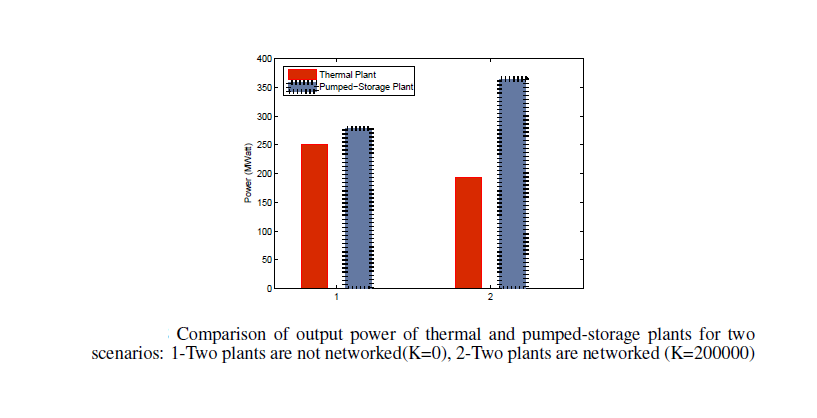 400
350
300
250
200
150
100
50
0
Power (MWatt)
Thermal Plant
Pumped-Storage Plant
1 2
Comparison of output power of thermal and pumped-storage plants for two
scenarios: 1-Two plants are not networked(K=0), 2-Two plants are networked (K=200000)